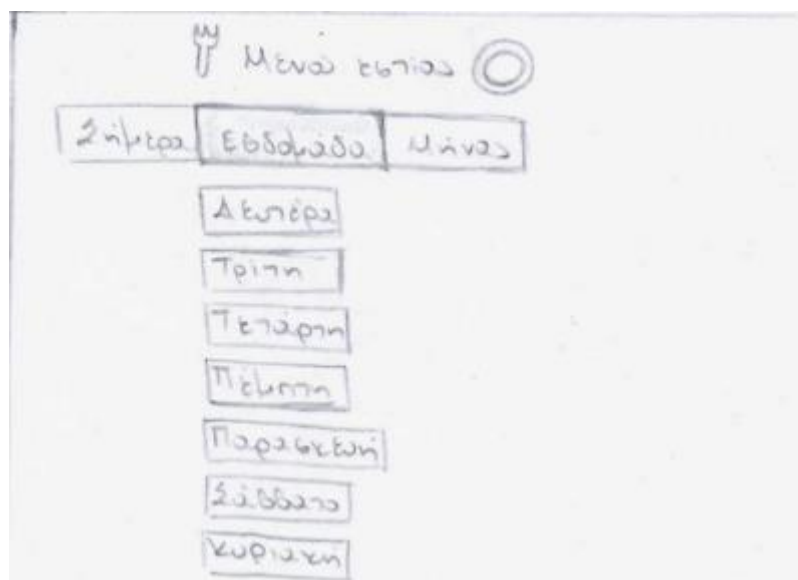 Μενού εστίας
Σήμερα Εβδομάδα Μήνας
Δευτέρα
Τρίτη
Τετάρτη
Πέμπτη
Παρασκευή
Σάββατο
Κυριακή